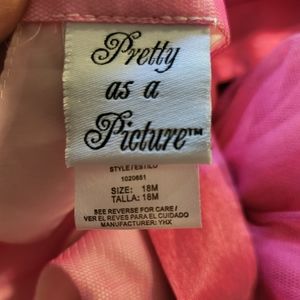 Pretty
as a
Picture™
STYLE/ESTILO
1020651
SIZE: 18M
TALLA: 18M
SEE REVERSE FOR CARE/
VER EL REVES PARA EL CUIDADO
MANUFACTURER: YHX